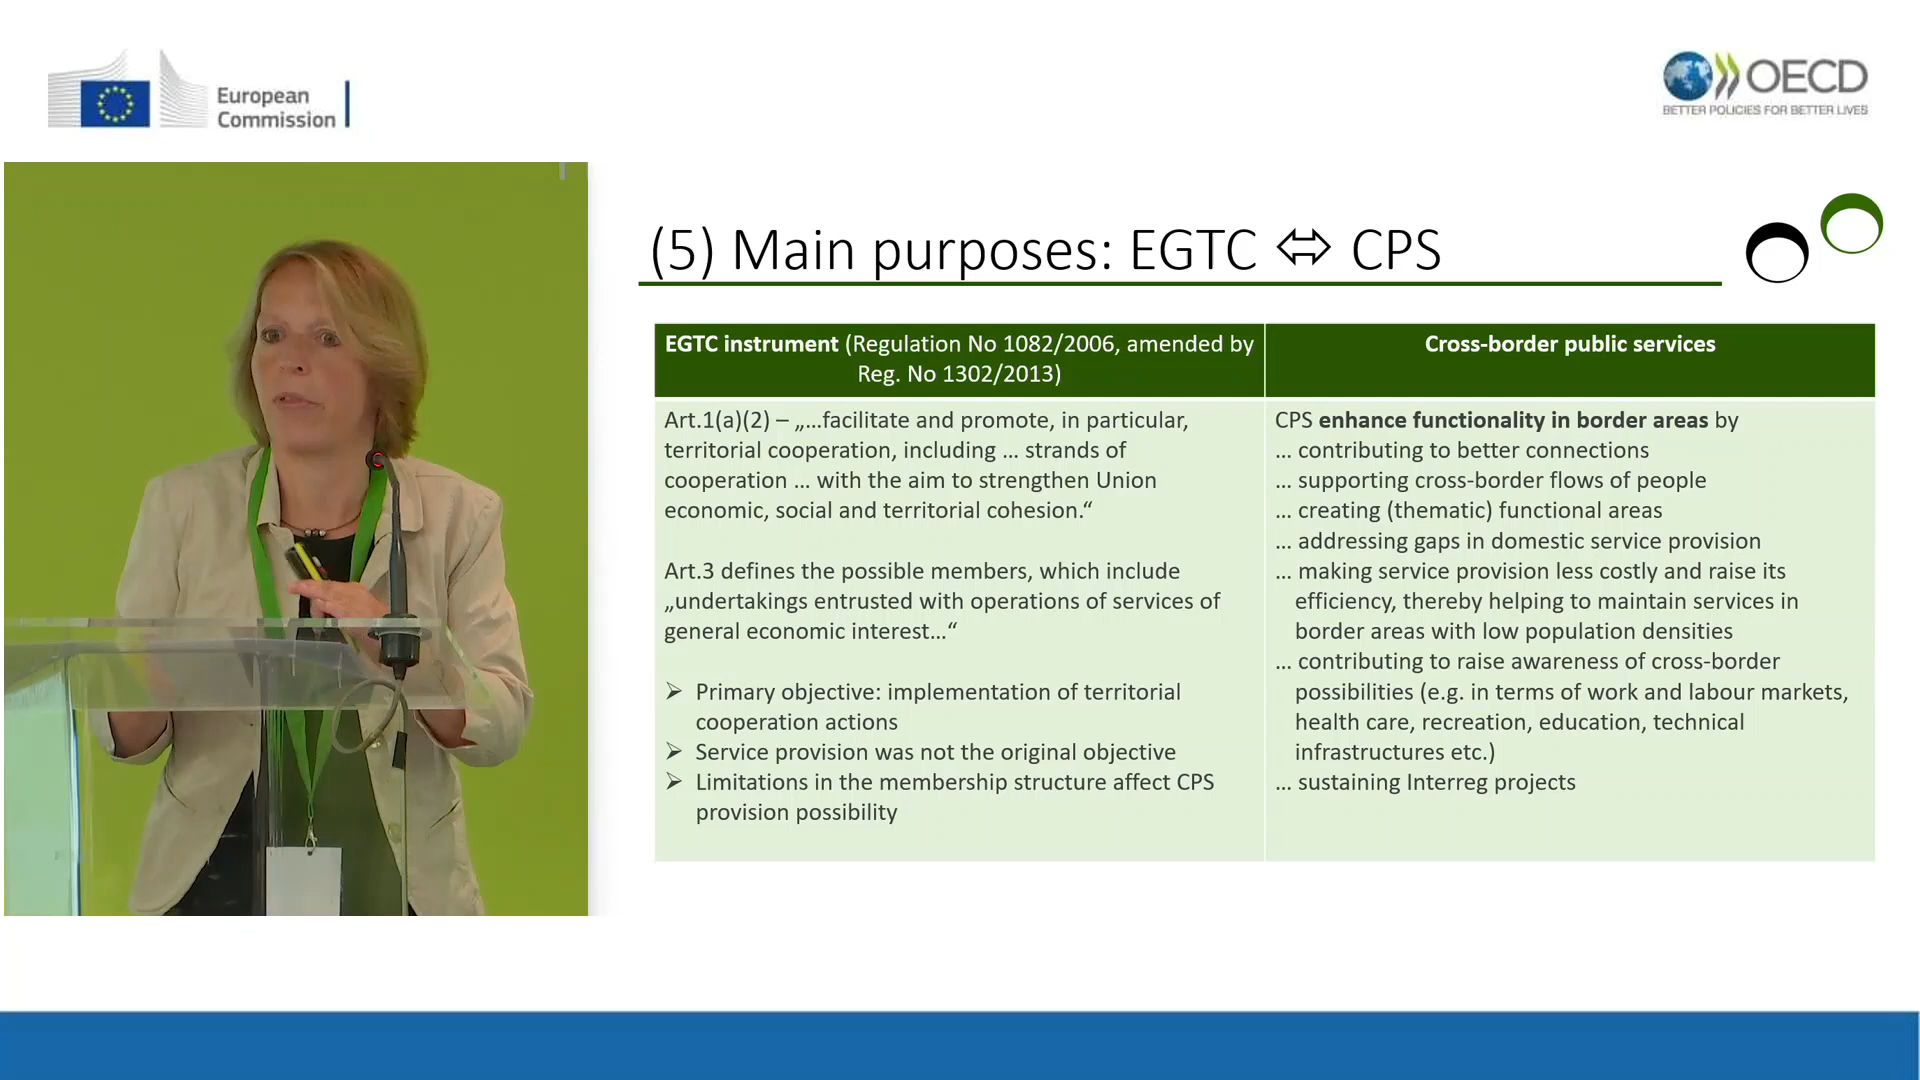 European
Commission
OECD
BETTER POLICIES FOR BETTER LIVES
(5) Main purposes: EGTC ⬄ CPS
EGTC instrument (Regulation No 1082/2006, amended by
Reg. No 1302/2013)
Art.1(a)(2) – „…facilitate and promote, in particular,
territorial cooperation, including … strands of
cooperation … with the aim to strengthen Union
economic, social and territorial cohesion.“
Art.3 defines the possible members, which include
„undertakings entrusted with operations of services of
general economic interest…“
➢ Primary objective: implementation of territorial
cooperation actions
➢ Service provision was not the original objective
➢ Limitations in the membership structure affect CPS
provision possibility
Cross-border public services
CPS enhance functionality in border areas by
… contributing to better connections
… supporting cross-border flows of people
… creating (thematic) functional areas
… addressing gaps in domestic service provision
… making service provision less costly and raise its
efficiency, thereby helping to maintain services in
border areas with low population densities
… contributing to raise awareness of cross-border
possibilities (e.g. in terms of work and labour markets,
health care, recreation, education, technical
infrastructures etc.)
… sustaining Interreg projects